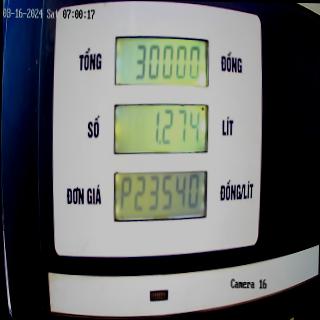 09-16-2024 Sat 07:00:17
TỔNG 30000 ĐỒNG
SỐ 1.274 LÍT
ĐƠN GIÁ P23540 ĐỒNG/LÍT
Camera 16